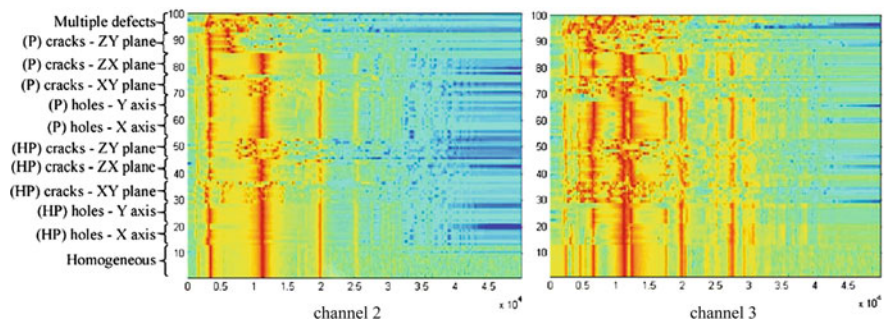 Multiple defects
(P) cracks - ZY plane
(P) cracks - ZX plane
(P) cracks - XY plane
(P) holes - Y axis
(P) holes - X axis
(HP) cracks - ZY plane
(HP) cracks - ZX plane
(HP) cracks - XY plane
(HP) holes - Y axis
(HP) holes - X axis
Homogeneous
100
90
80
70
60
50
40
30
20
10
0 0.5 1 1.5 2 2.5 3 3.5 4 4.5 5
x 10⁴
channel 2
100
90
80
70
60
50
40
30
20
10
0 0.5 1 1.5 2 2.5 3 3.5 4 4.5 5
x 10⁴
channel 3